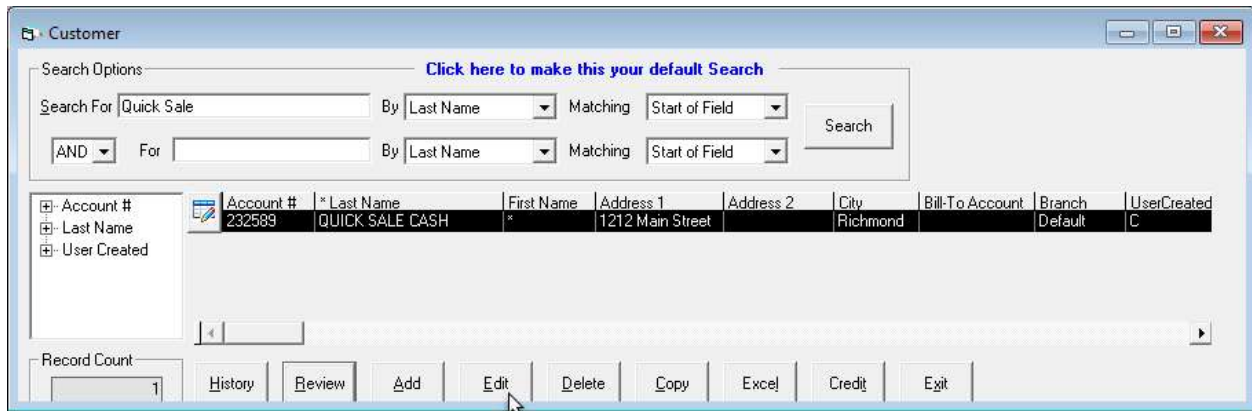 Customer
Search Options Click here to make this your default Search
Search For Quick Sale By Last Name Matching Start of Field
Search
AND For By Last Name Matching Start of Field
Account #
Last Name
User Created
Account # * Last Name First Name Address 1 Address 2 City Bill-To Account Branch UserCreated
232589 QUICK SALE CASH * 1212 Main Street Richmond Default C
Record Count
1
History Review Add Edit Delete Copy Excel Credit Exit